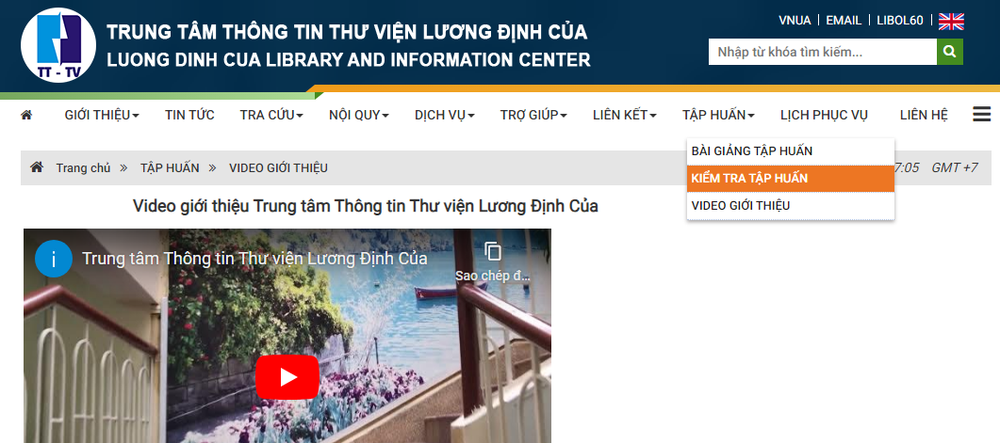 TT - TV
TRUNG TÂM THÔNG TIN THƯ VIỆN LƯƠNG ĐỊNH CỦA
LUONG DINH CUA LIBRARY AND INFORMATION CENTER
VNUA | EMAIL | LIBOL60 |
Nhập từ khóa tìm kiếm...
GIỚI THIỆU TIN TỨC TRA CỨU NỘI QUY DỊCH VỤ TRỢ GIÚP LIÊN KẾT TẬP HUẤN LỊCH PHỤC VỤ LIÊN HỆ
BÀI GIẢNG TẬP HUẤN
KIỂM TRA TẬP HUẤN
VIDEO GIỚI THIỆU
Trang chủ » TẬP HUẤN » VIDEO GIỚI THIỆU
7:05 GMT +7
Video giới thiệu Trung tâm Thông tin Thư viện Lương Định Của
i Trung tâm Thông tin Thư viện Lương Định Của
Sao chép đ...